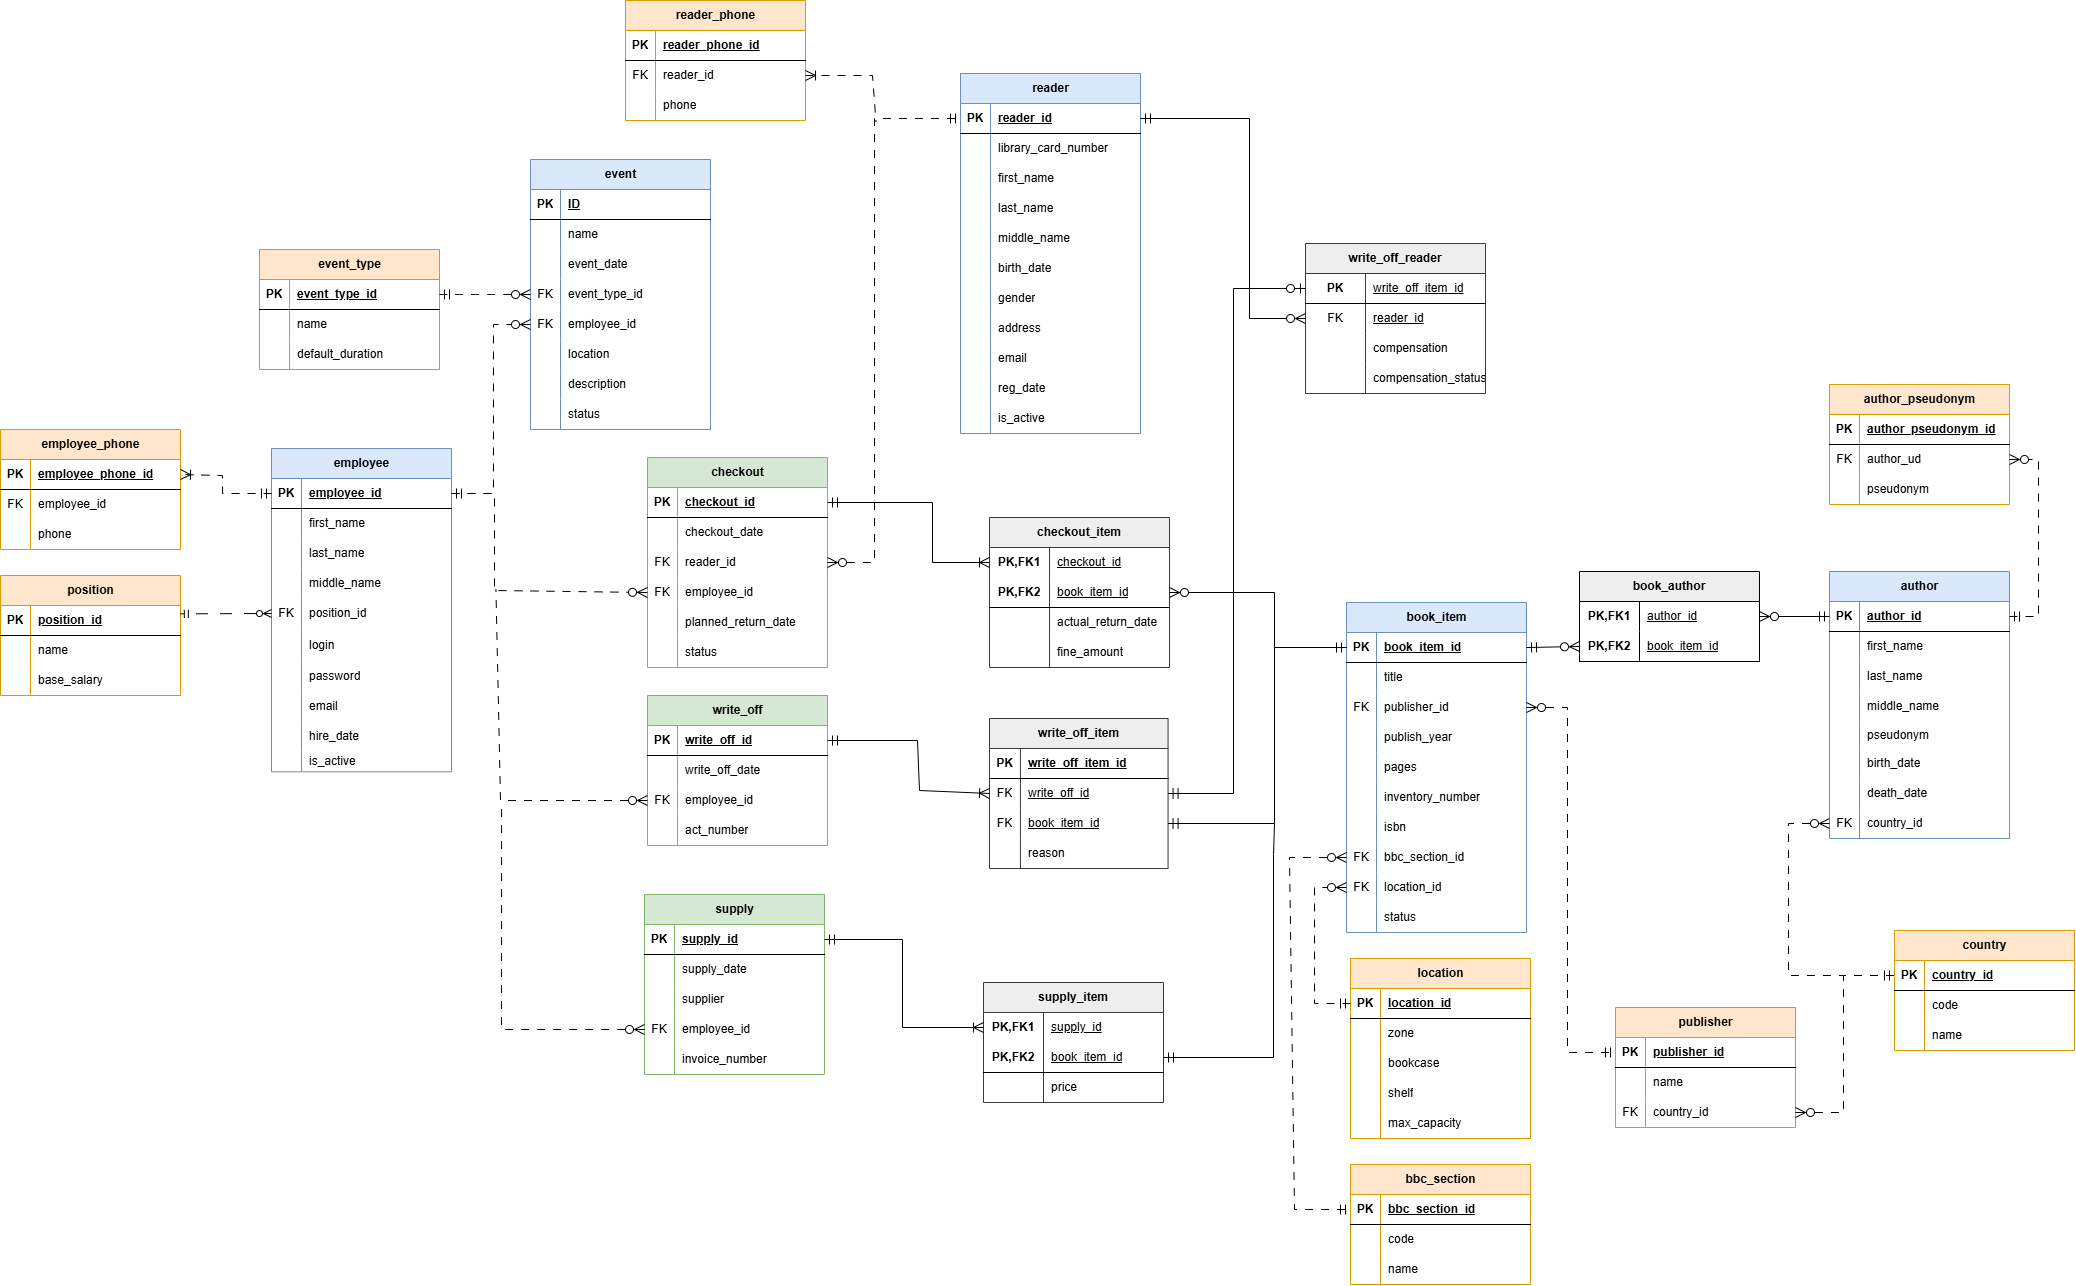 reader_phone
PK reader_phone_id
FK reader_id
phone
reader
PK reader_id
library_card_number
first_name
last_name
middle_name
birth_date
gender
address
email
reg_date
is_active
event
PK ID
name
event_date
FK event_type_id
FK employee_id
location
description
status
event_type
PK event_type_id
name
default_duration
write_off_reader
PK write_off_item_id
FK reader_id
compensation
compensation_status
author_pseudonym
PK author_pseudonym_id
FK author_ud
pseudonym
employee_phone
PK employee_phone_id
FK employee_id
phone
employee
PK employee_id
first_name
last_name
middle_name
FK position_id
login
password
email
hire_date
is_active
position
PK position_id
name
base_salary
checkout
PK checkout_id
checkout_date
FK reader_id
FK employee_id
planned_return_date
status
checkout_item
PK,FK1 checkout_id
PK,FK2 book_item_id
actual_return_date
fine_amount
book_item
PK book_item_id
title
FK publisher_id
publish_year
pages
inventory_number
isbn
FK bbc_section_id
FK location_id
status
book_author
PK,FK1 author_id
PK,FK2 book_item_id
author
PK author_id
first_name
last_name
middle_name
pseudonym
birth_date
death_date
FK country_id
write_off
PK write_off_id
write_off_date
FK employee_id
act_number
write_off_item
PK write_off_item_id
FK write_off_id
FK book_item_id
reason
supply
PK supply_id
supply_date
supplier
FK employee_id
invoice_number
supply_item
PK,FK1 supply_id
PK,FK2 book_item_id
price
location
PK location_id
zone
bookcase
shelf
max_capacity
country
PK country_id
code
name
publisher
PK publisher_id
name
FK country_id
bbc_section
PK bbc_section_id
code
name